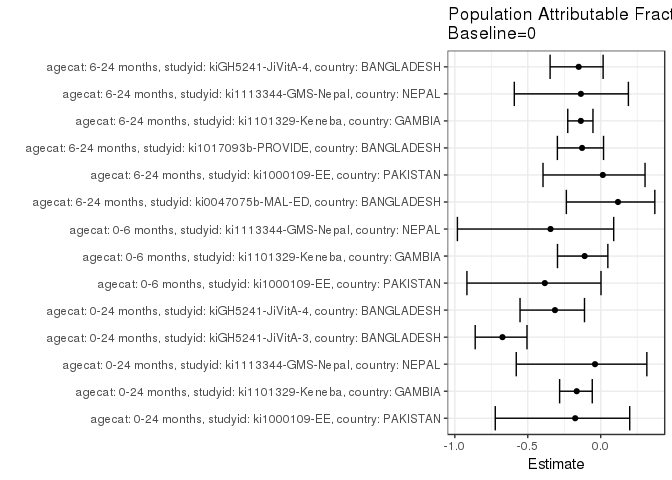 Population Attributable Fract
Baseline=0
agecat: 6-24 months, studyid: kiGH5241-JiVitA-4, country: BANGLADESH
agecat: 6-24 months, studyid: ki1113344-GMS-Nepal, country: NEPAL
agecat: 6-24 months, studyid: ki1101329-Keneba, country: GAMBIA
agecat: 6-24 months, studyid: ki1017093b-PROVIDE, country: BANGLADESH
agecat: 6-24 months, studyid: ki1000109-EE, country: PAKISTAN
agecat: 6-24 months, studyid: ki0047075b-MAL-ED, country: BANGLADESH
agecat: 0-6 months, studyid: ki1113344-GMS-Nepal, country: NEPAL
agecat: 0-6 months, studyid: ki1101329-Keneba, country: GAMBIA
agecat: 0-6 months, studyid: ki1000109-EE, country: PAKISTAN
agecat: 0-24 months, studyid: kiGH5241-JiVitA-4, country: BANGLADESH
agecat: 0-24 months, studyid: kiGH5241-JiVitA-3, country: BANGLADESH
agecat: 0-24 months, studyid: ki1113344-GMS-Nepal, country: NEPAL
agecat: 0-24 months, studyid: ki1101329-Keneba, country: GAMBIA
agecat: 0-24 months, studyid: ki1000109-EE, country: PAKISTAN
-1.0 -0.5 0.0
Estimate